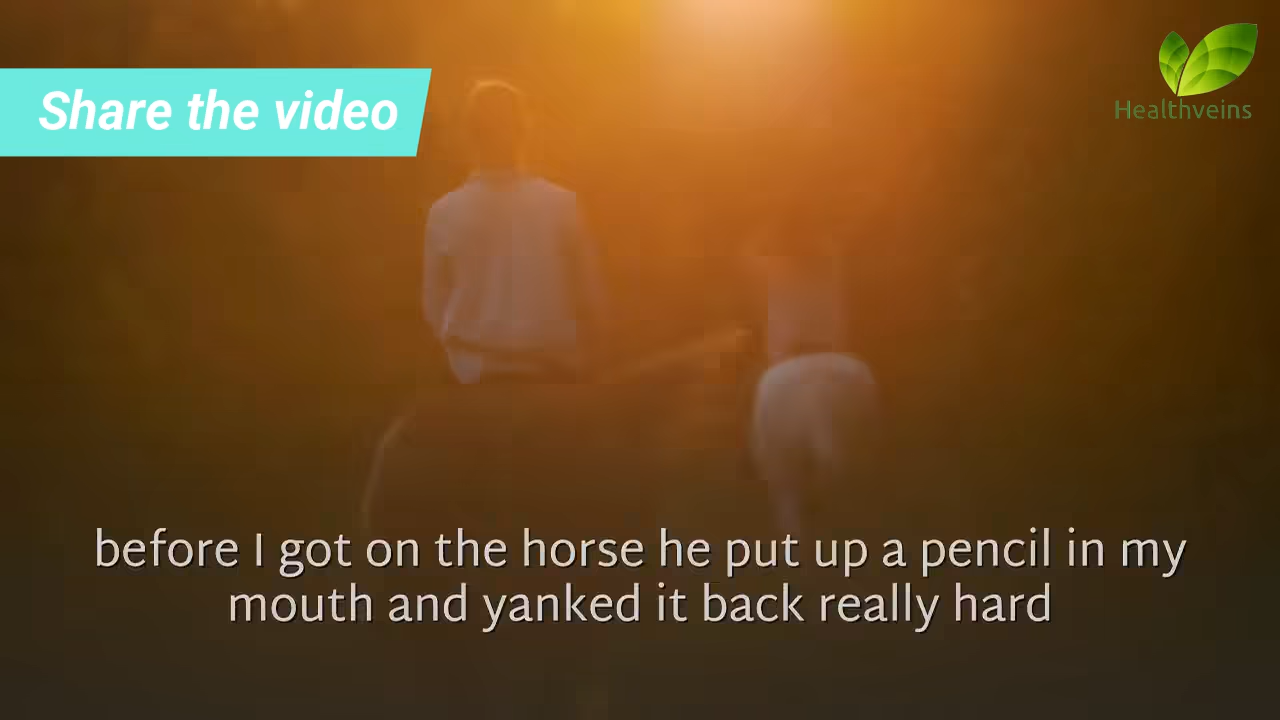 Share the video
Healthveins
before I got on the horse he put up a pencil in my
mouth and yanked it back really hard